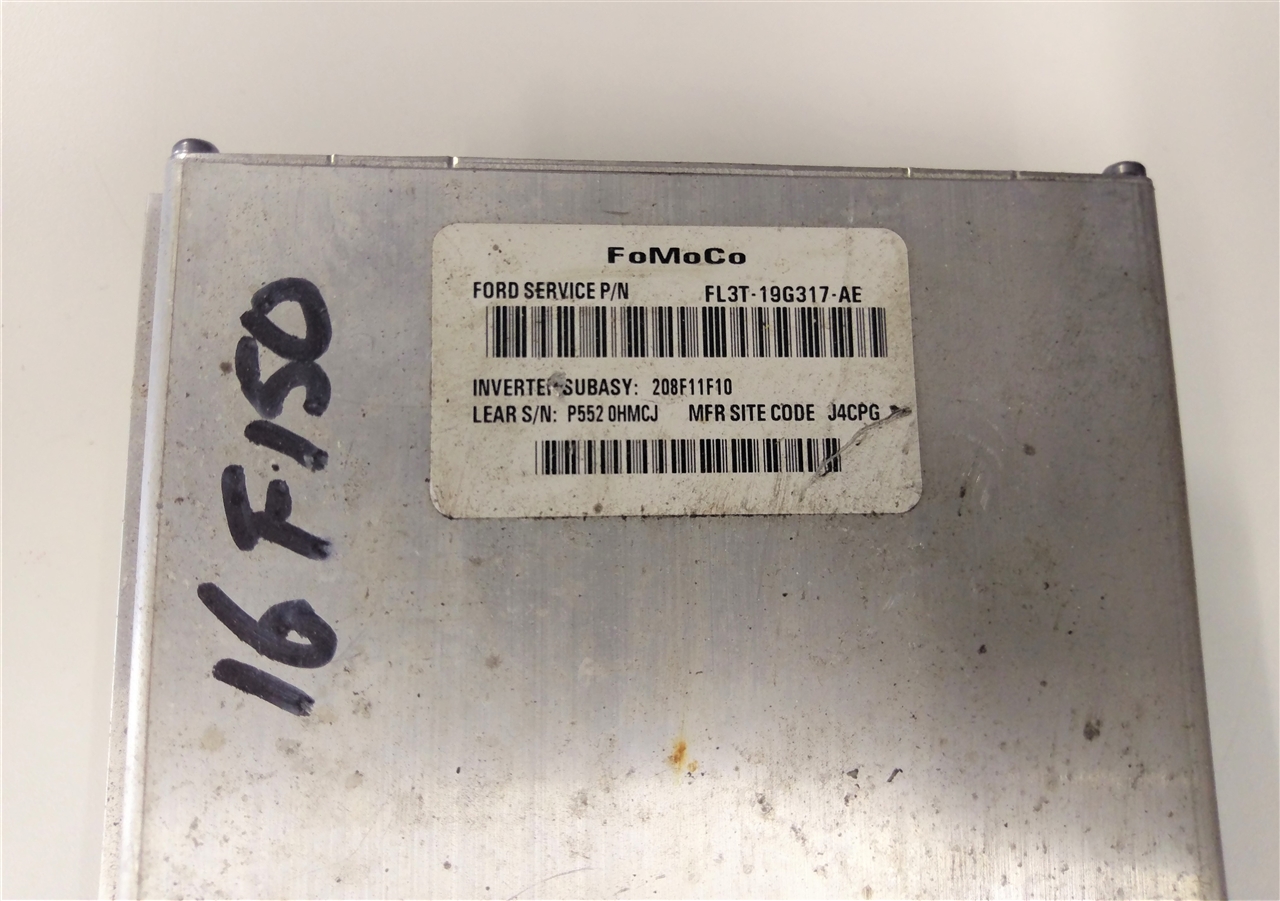 FoMoCo
FORD SERVICE P/N FL3T-19G317-AE
INVERTER SUBASY: 208F11F10
LEAR S/N: P552 0HMCJ MFR SITE CODE J4CPG
16 F150